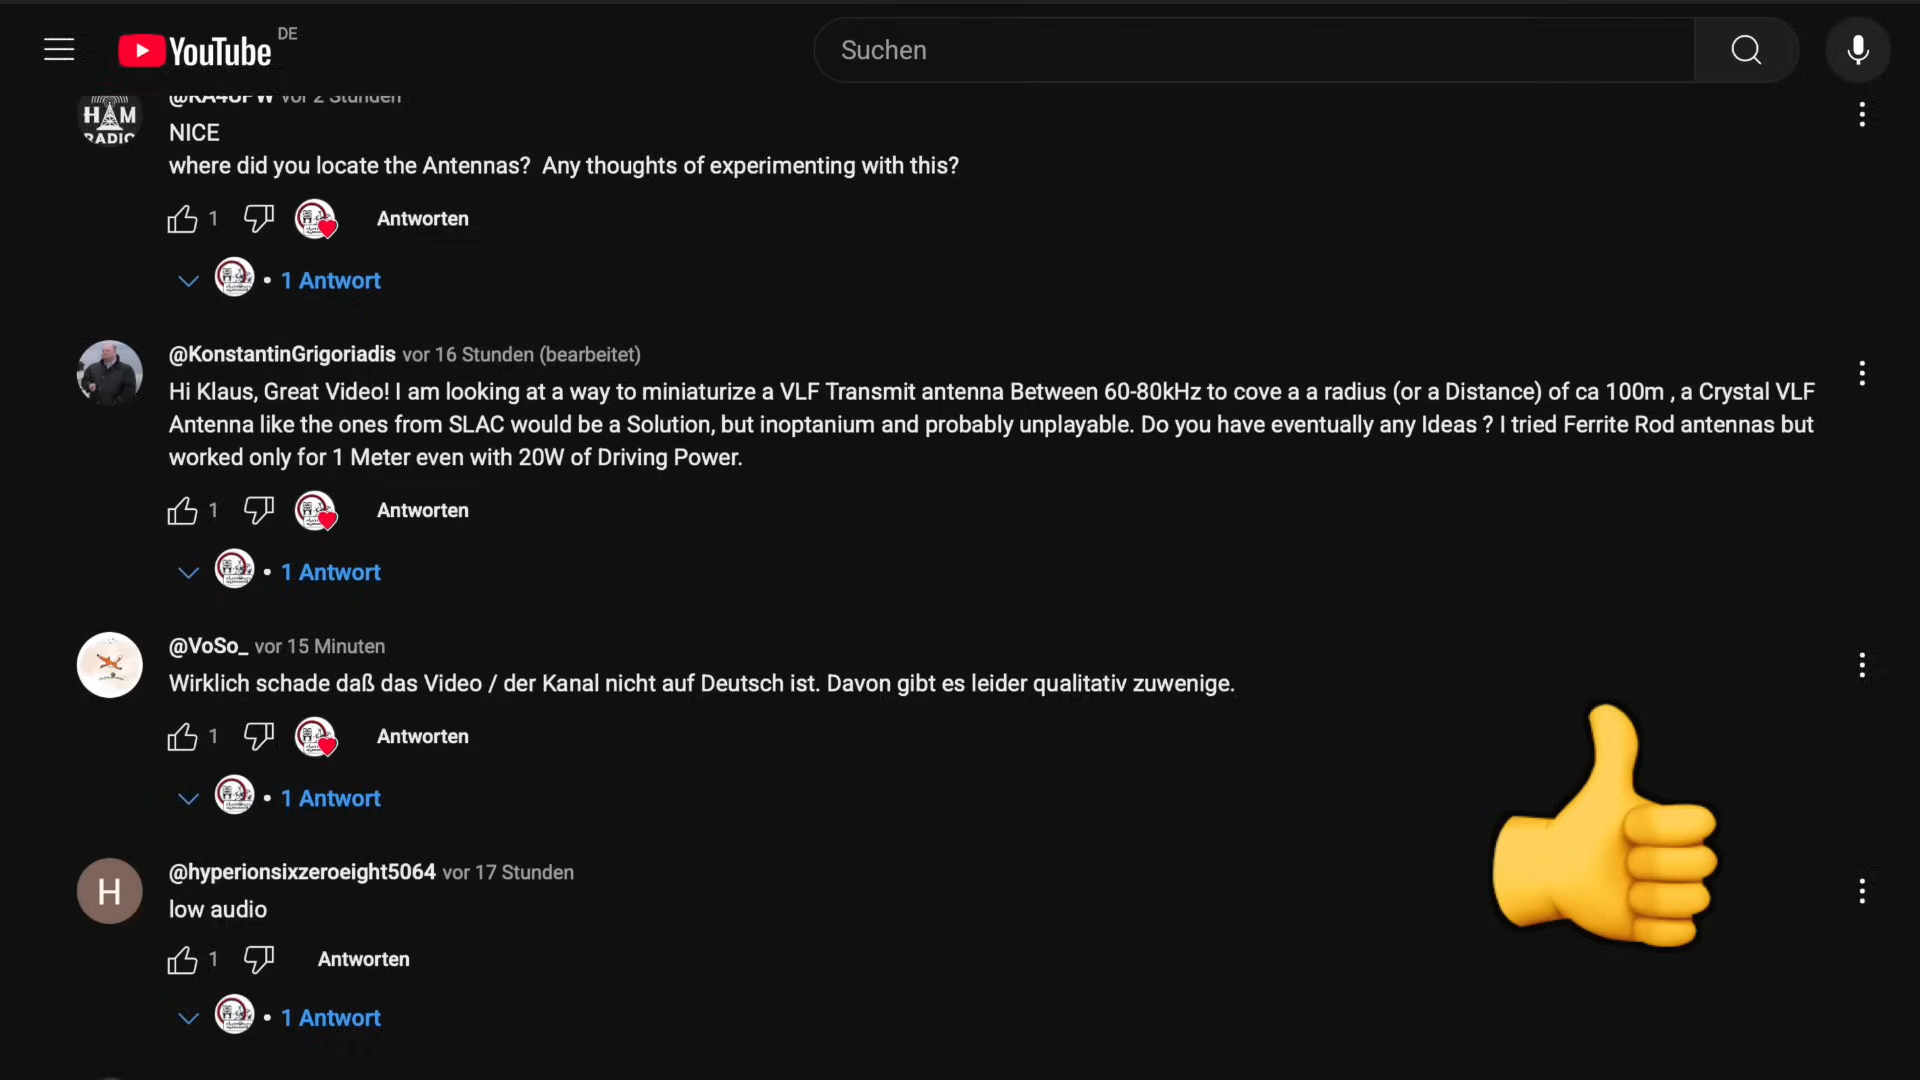 YouTube DE
Suchen
HAM
RADIO
vor 2 Stunden
NICE
where did you locate the Antennas?  Any thoughts of experimenting with this?
1
Antworten
• 1 Antwort
@KonstantinGrigoriadis vor 16 Stunden (bearbeitet)
Hi Klaus, Great Video! I am looking at a way to miniaturize a VLF Transmit antenna Between 60-80kHz to cove a a radius (or a Distance) of ca 100m , a Crystal VLF
Antenna like the ones from SLAC would be a Solution, but inoptanium and probably unplayable. Do you have eventually any Ideas ? I tried Ferrite Rod antennas but
worked only for 1 Meter even with 20W of Driving Power.
1
Antworten
• 1 Antwort
@VoSo_ vor 15 Minuten
Wirklich schade daß das Video / der Kanal nicht auf Deutsch ist. Davon gibt es leider qualitativ zuwenige.
1
Antworten
• 1 Antwort
H
@hyperionsixzeroeight5064 vor 17 Stunden
low audio
1
Antworten
• 1 Antwort